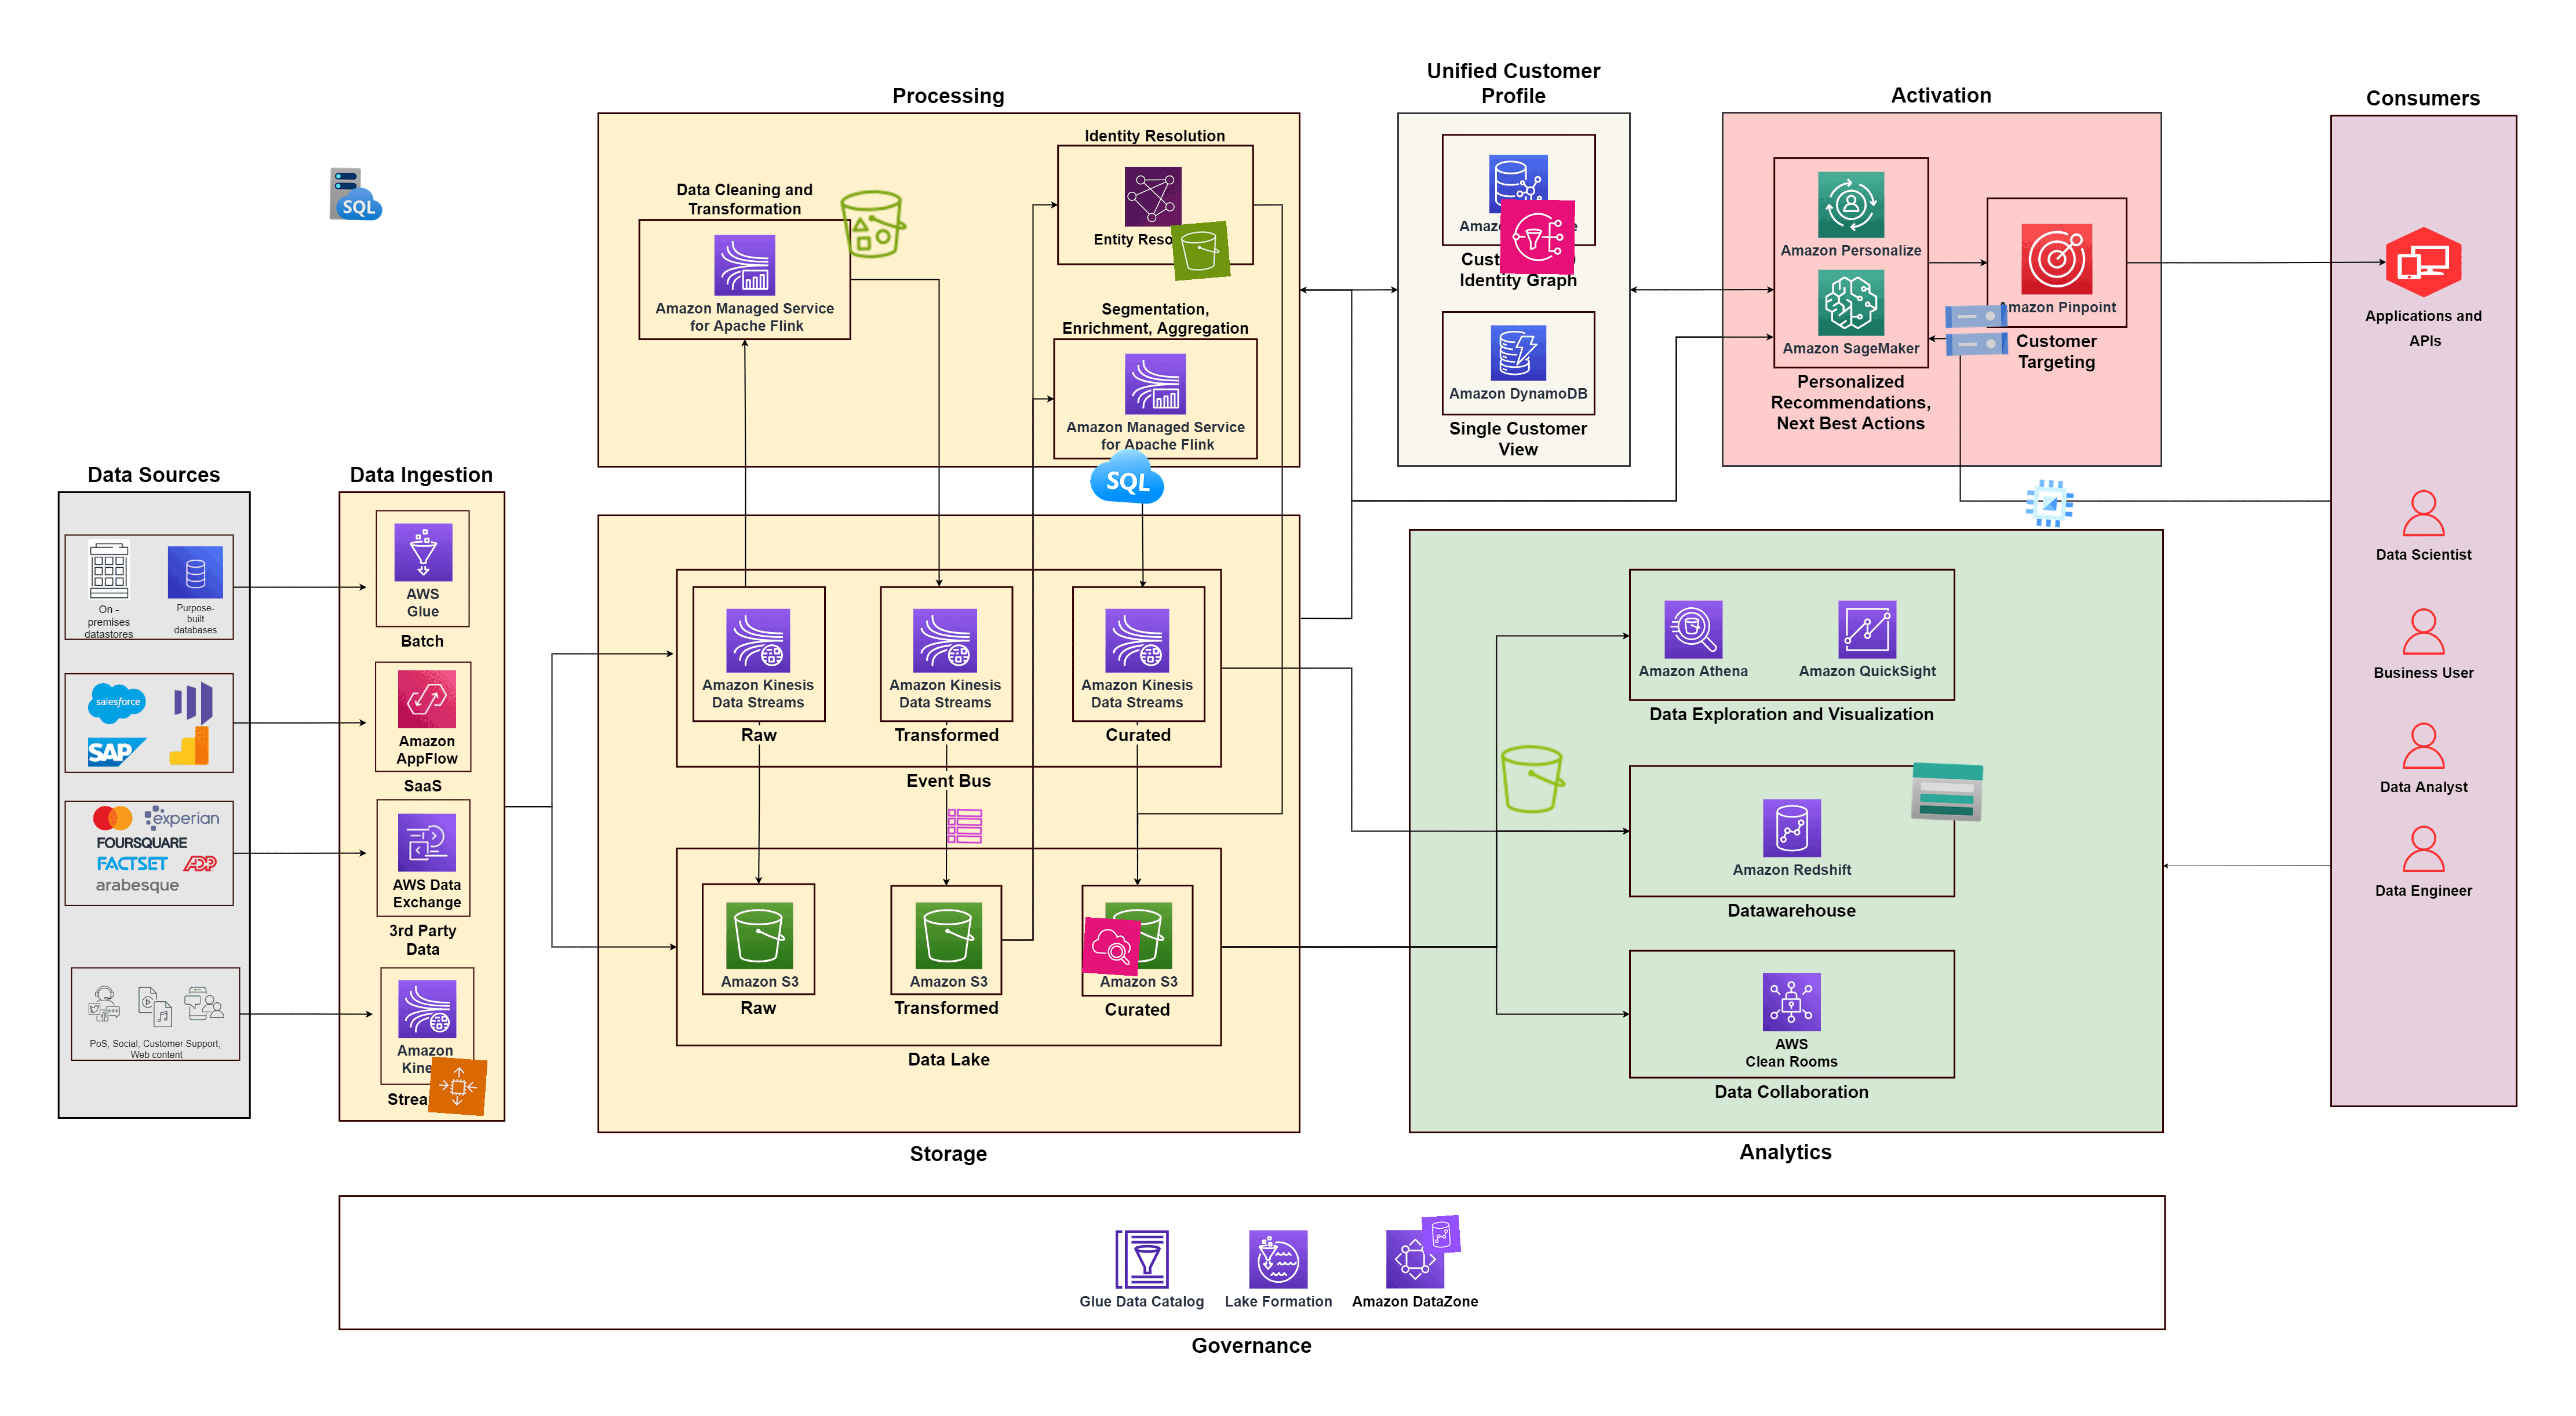 Unified Customer
Profile
Processing
Activation
Consumers
Identity Resolution
Data Cleaning and
Transformation
SQL
Amazon Managed Service
for Apache Flink
Entity
Segmentation,
Enrichment, Aggregation
Amazon Managed Service
for Apache Flink
SQL
Identity Graph
Amazon DynamoDB
Single Customer
View
Amazon Personalize
Amazon SageMaker
Personalized
Recommendations,
Next Best Actions
Pinpoint
Customer
Targeting
Applications and
APIs
Data Scientist
Business User
Data Analyst
Data Engineer
Data Sources
On -
premises
datastores
Purpose-
built
databases
salesforce
SAP
experian
FOURSQUARE
FACTSET
ADP
arabesque
PoS, Social, Customer Support,
Web content
Data Ingestion
AWS
Glue
Batch
Amazon
AppFlow
SaaS
AWS Data
Exchange
3rd Party
Data
Amazon
Amazon Kinesis
Data Streams
Raw
Amazon Kinesis
Data Streams
Transformed
Amazon Kinesis
Data Streams
Curated
Event Bus
Amazon S3
Raw
Amazon S3
Transformed
Amazon S3
Curated
Data Lake
Storage
Amazon Athena
Amazon QuickSight
Data Exploration and Visualization
Amazon Redshift
Datawarehouse
AWS
Clean Rooms
Data Collaboration
Analytics
Glue Data Catalog
Lake Formation
Amazon DataZone
Governance